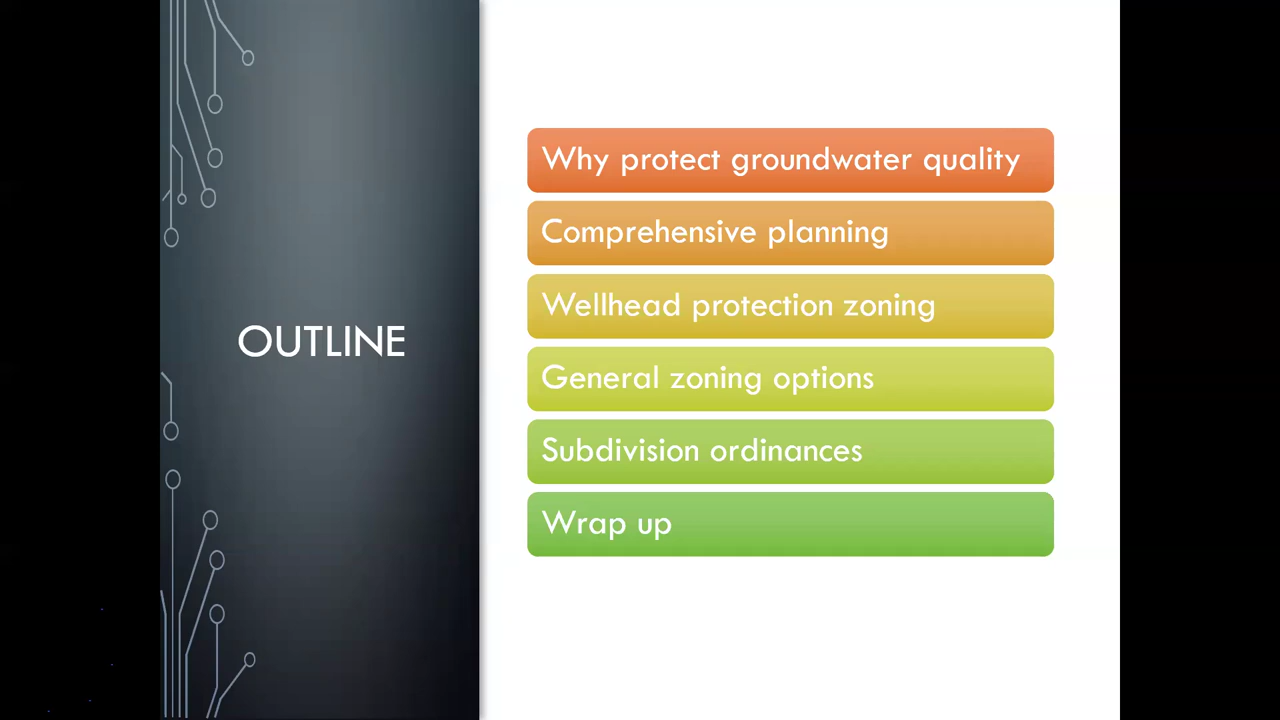 OUTLINE
Why protect groundwater quality
Comprehensive planning
Wellhead protection zoning
General zoning options
Subdivision ordinances
Wrap up